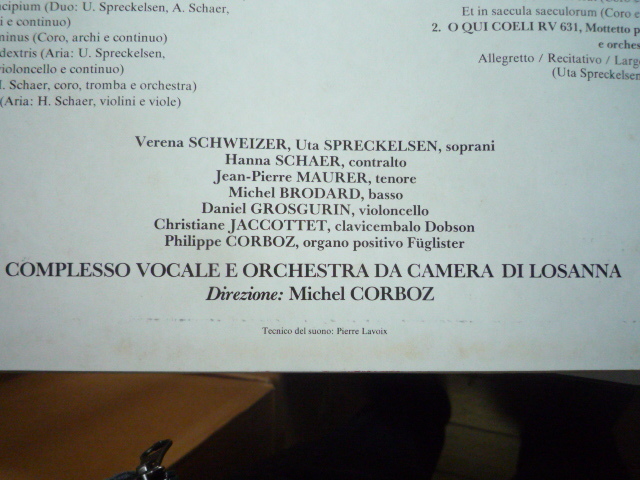 cipium (Duo: U. Spreckelsen, A. Schaer,
i e continuo)
minus (Coro, archi e continuo)
dextris (Aria: U. Spreckelsen,
violoncello e continuo)
. Schaer, coro, tromba e orchestra)
(Aria: H. Schaer, violini e viole)
Et in saecula saeculorum (Coro e
2. O QUI COELI RV 631, Mottetto p
e orches
Allegretto / Recitativo / Larg
(Uta Spreckelsen
Verena SCHWEIZER, Uta SPRECKELSEN, soprani
Hanna SCHAER, contralto
Jean-Pierre MAURER, tenore
Michel BRODARD, basso
Daniel GROSGURIN, violoncello
Christiane JACCOTTET, clavicembalo Dobson
Philippe CORBOZ, organo positivo Füglister
COMPLESSO VOCALE E ORCHESTRA DA CAMERA DI LOSANNA
Direzione: Michel CORBOZ
Tecnico del suono: Pierre Lavoix